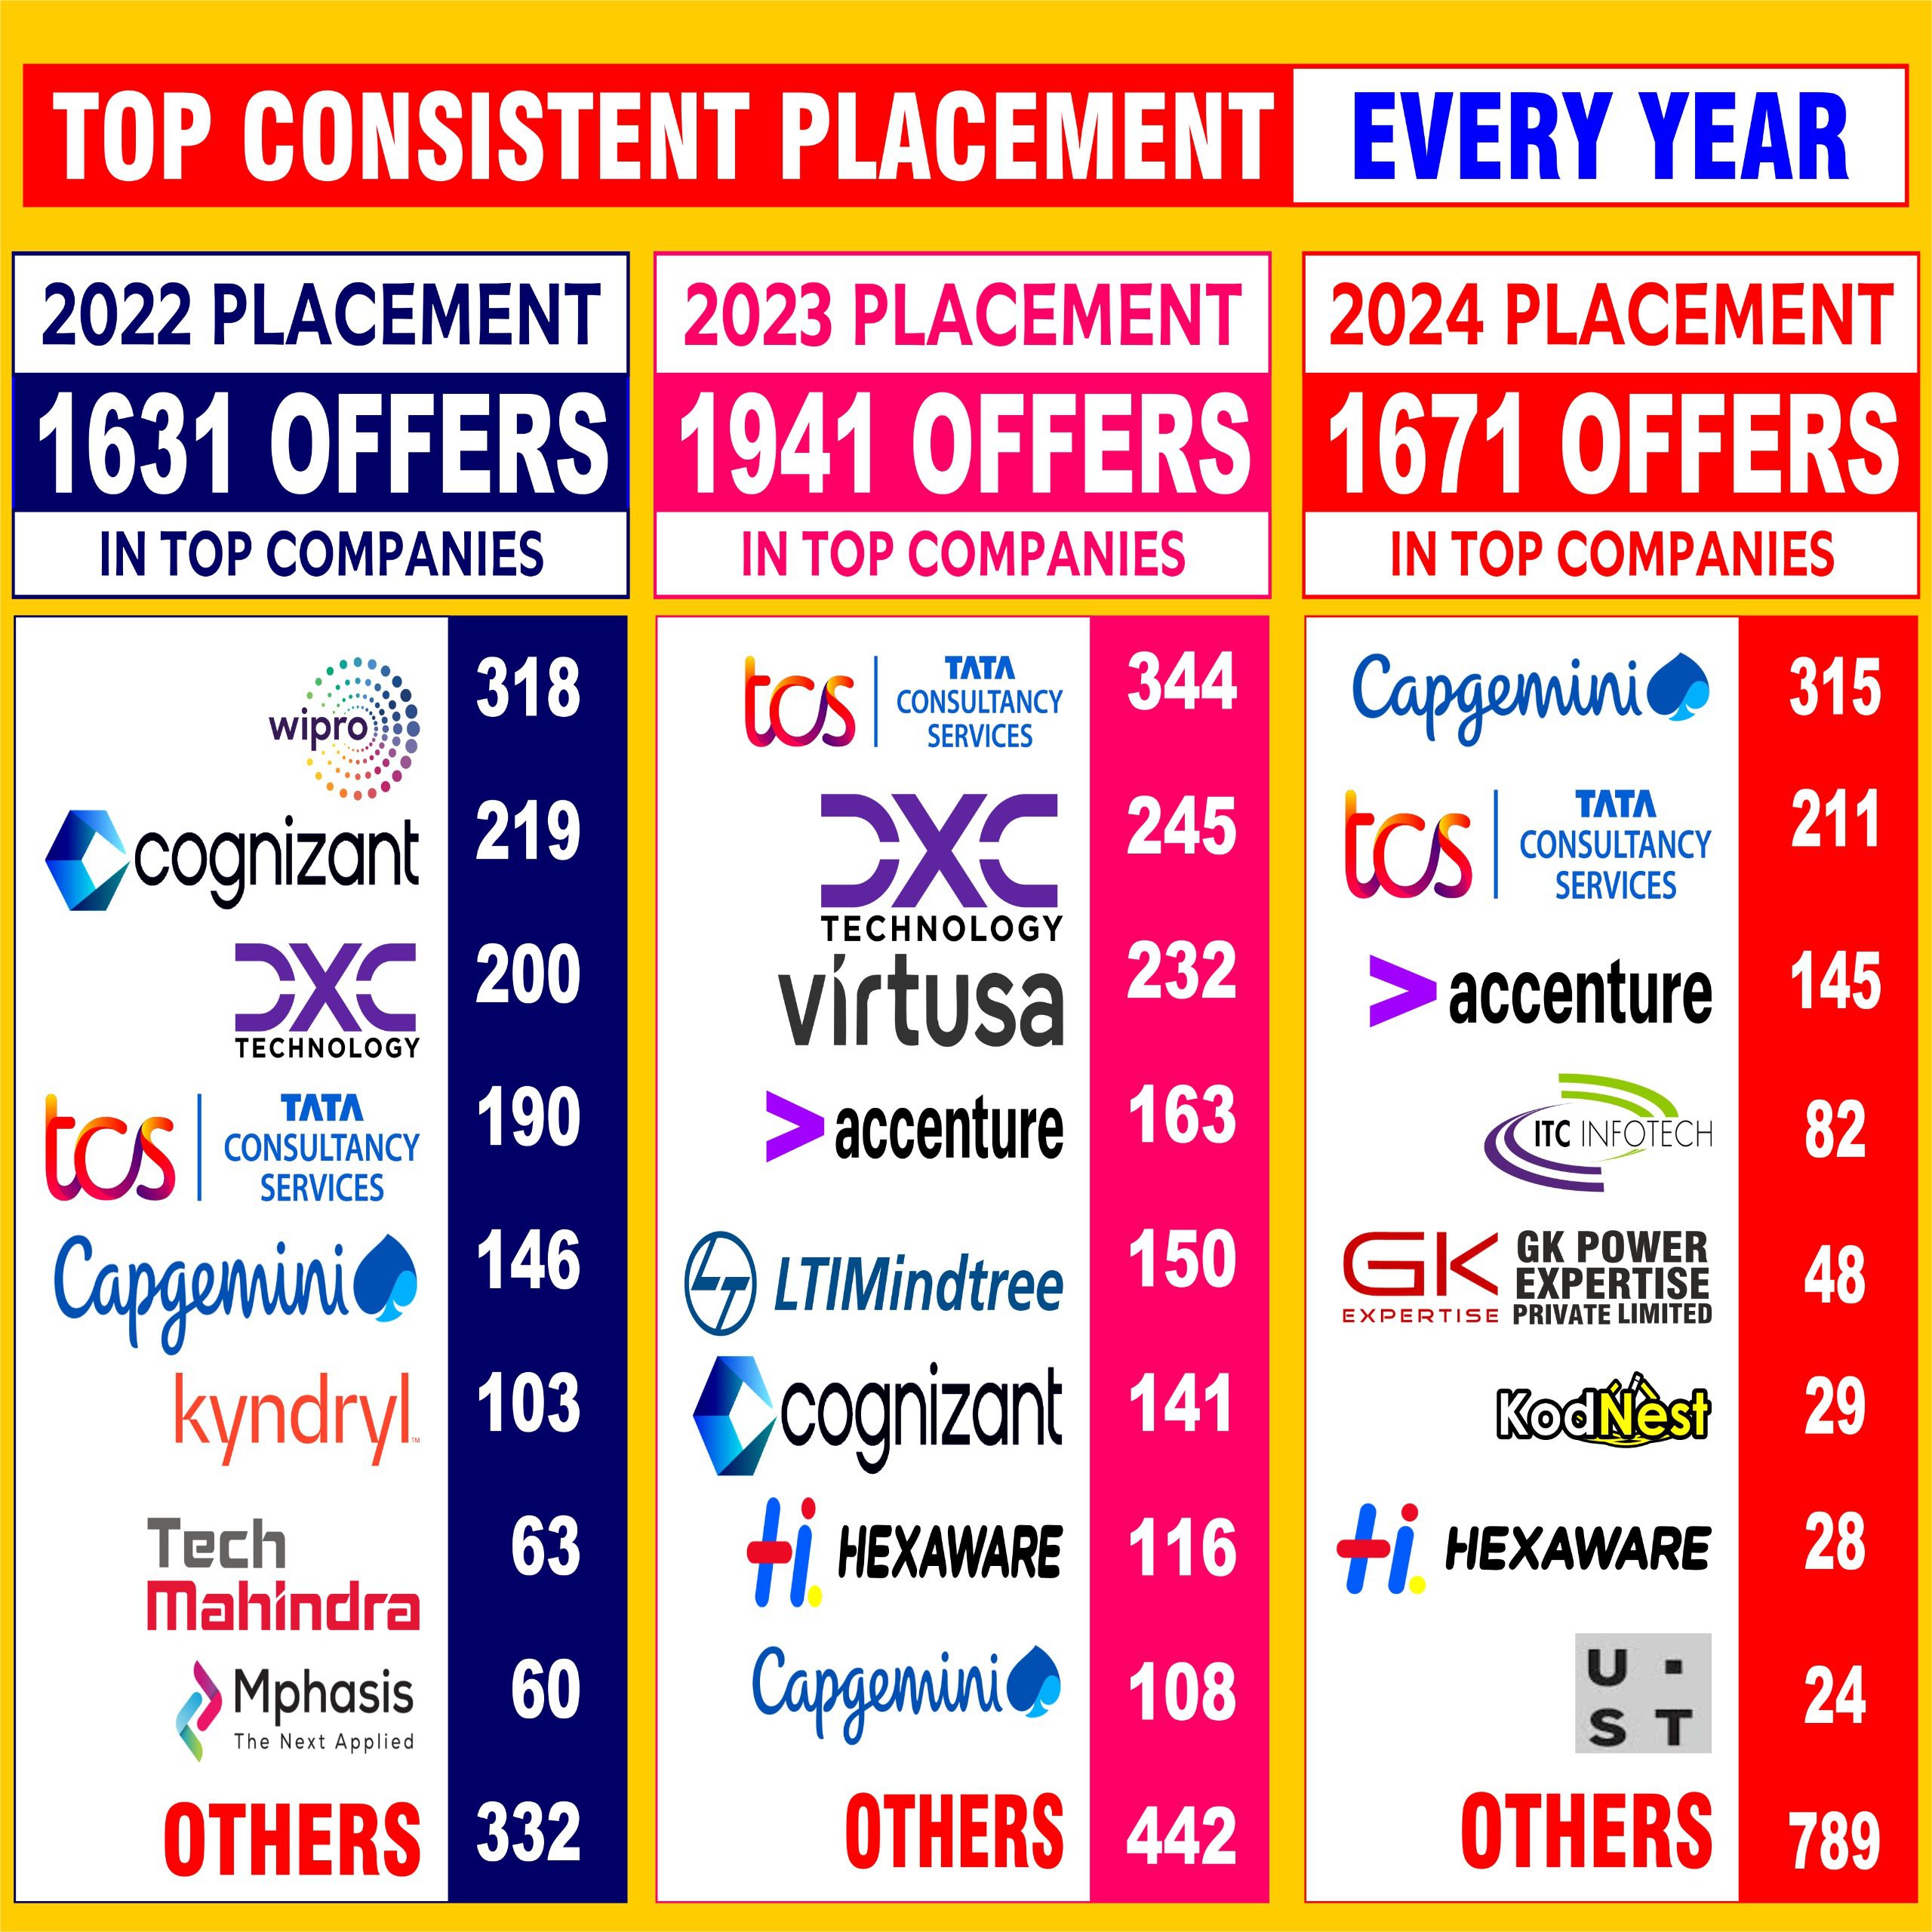 TOP CONSISTENT PLACEMENT EVERY YEAR
2022 PLACEMENT
1631 OFFERS
IN TOP COMPANIES
wipro 318
cognizant 219
DXC
TECHNOLOGY
200
tcs TATA
CONSULTANCY
SERVICES
190
Capgemini 146
kyndryl™ 103
Tech
Mahindra
63
Mphasis
The Next Applied
60
OTHERS 332
2023 PLACEMENT
1941 OFFERS
IN TOP COMPANIES
tcs TATA
CONSULTANCY
SERVICES
344
DXC
TECHNOLOGY
245
virtusa 232
accenture 163
LTIMindtree 150
cognizant 141
Hi. HEXAWARE 116
Capgemini 108
OTHERS 442
2024 PLACEMENT
1671 OFFERS
IN TOP COMPANIES
Capgemini 315
tcs TATA
CONSULTANCY
SERVICES
211
> accenture 145
ITC INFOTECH 82
GK
EXPERTISE
GK POWER
EXPERTISE
PRIVATE LIMITED
48
KodNest 29
Hi. HEXAWARE 28
U ·
S T
24
OTHERS 789